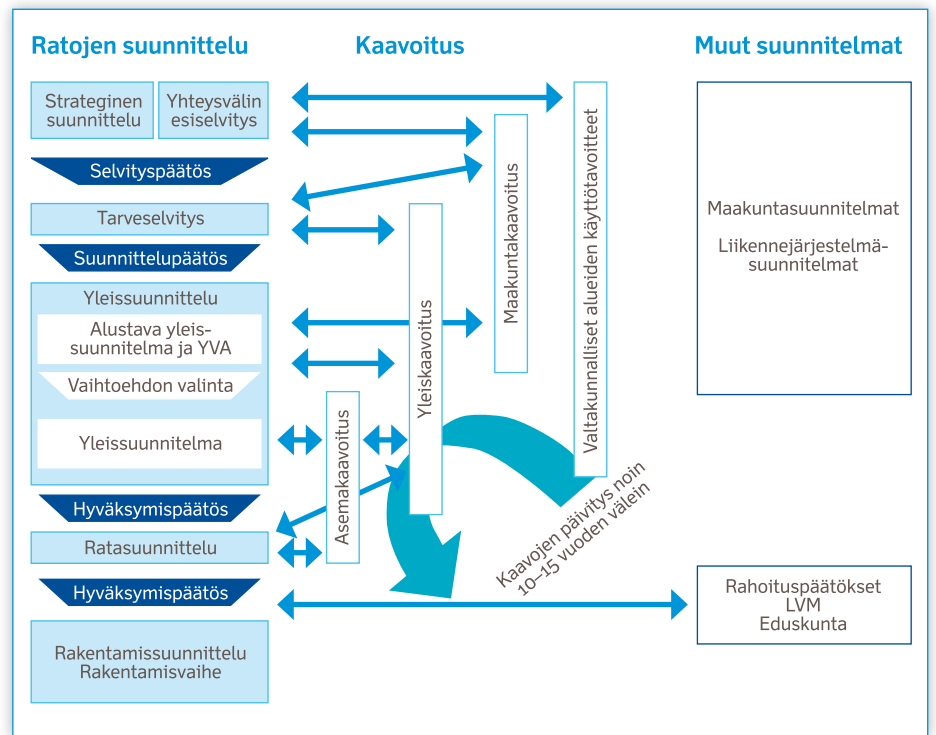 Ratojen suunnittelu
Kaavoitus
Muut suunnitelmat
Strateginen
suunnittelu
Yhteysvälin
esiselvitys
Selvityspäätös
Tarveselvitys
Suunnittelupäätös
Yleissuunnittelu
Alustava yleis-
suunnitelma ja YVA
Vaihtoehdon valinta
Yleissuunnitelma
Hyväksymispäätös
Ratasuunnittelu
Hyväksymispäätös
Rakentamissuunnittelu
Rakentamisvaihe
Asemakaavoitus
Yleiskaavoitus
Maakuntakaavoitus
Valtakunnalliset alueiden käyttötavoitteet
Kaavojen päivitys noin
10–15 vuoden välein
Maakuntasuunnitelmat
Liikennejärjestelmä-
suunnitelmat
Rahoituspäätökset
LVM
Eduskunta